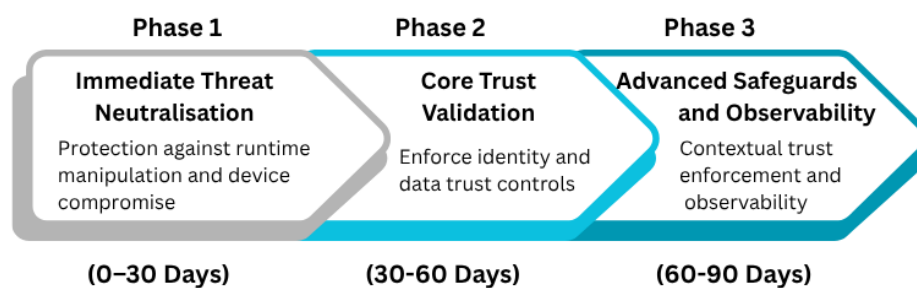 Phase 1
Phase 2
Phase 3
Immediate Threat
Neutralisation
Protection against runtime
manipulation and device
compromise
Core Trust
Validation
Enforce identity and
data trust controls
Advanced Safeguards
and Observability
Contextual trust
enforcement and
observability
(0–30 Days)
(30-60 Days)
(60-90 Days)